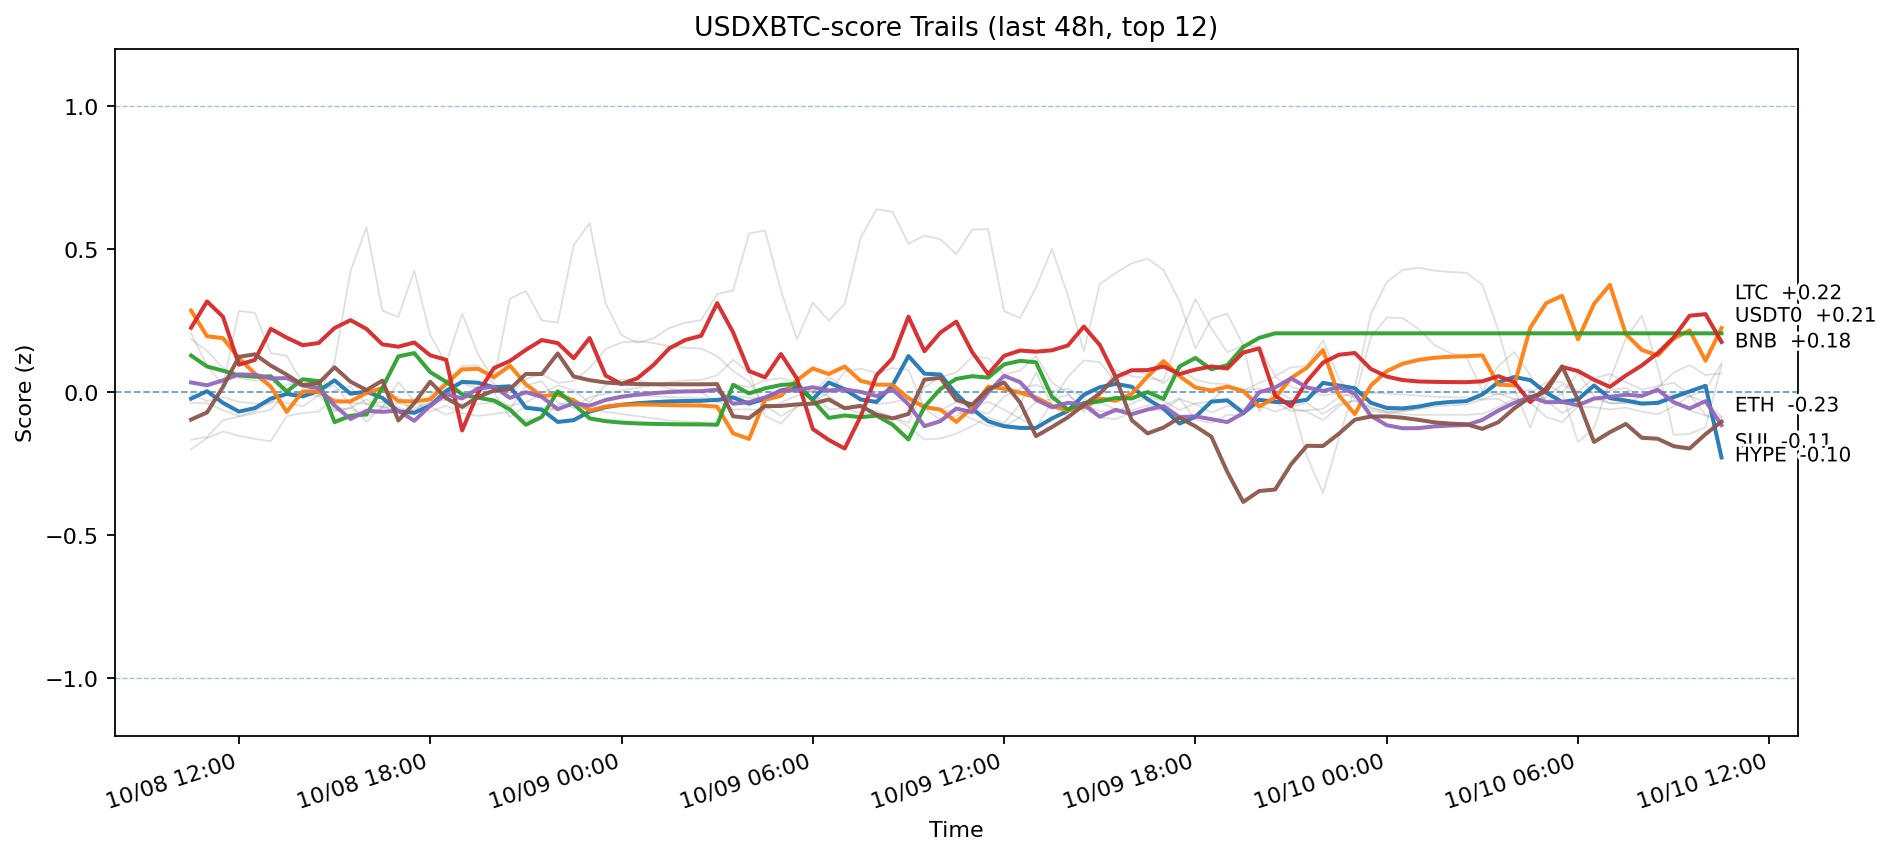 USDXBTC-score Trails (last 48h, top 12)
Score (z)
1.0
0.5
0.0
−0.5
−1.0
LTC +0.22
USDT0 +0.21
BNB +0.18
ETH -0.23
-0.11
HYPE -0.10
10/08 12:00
10/08 18:00
10/09 00:00
10/09 06:00
10/09 12:00
10/09 18:00
10/10 00:00
10/10 06:00
10/10 12:00
Time